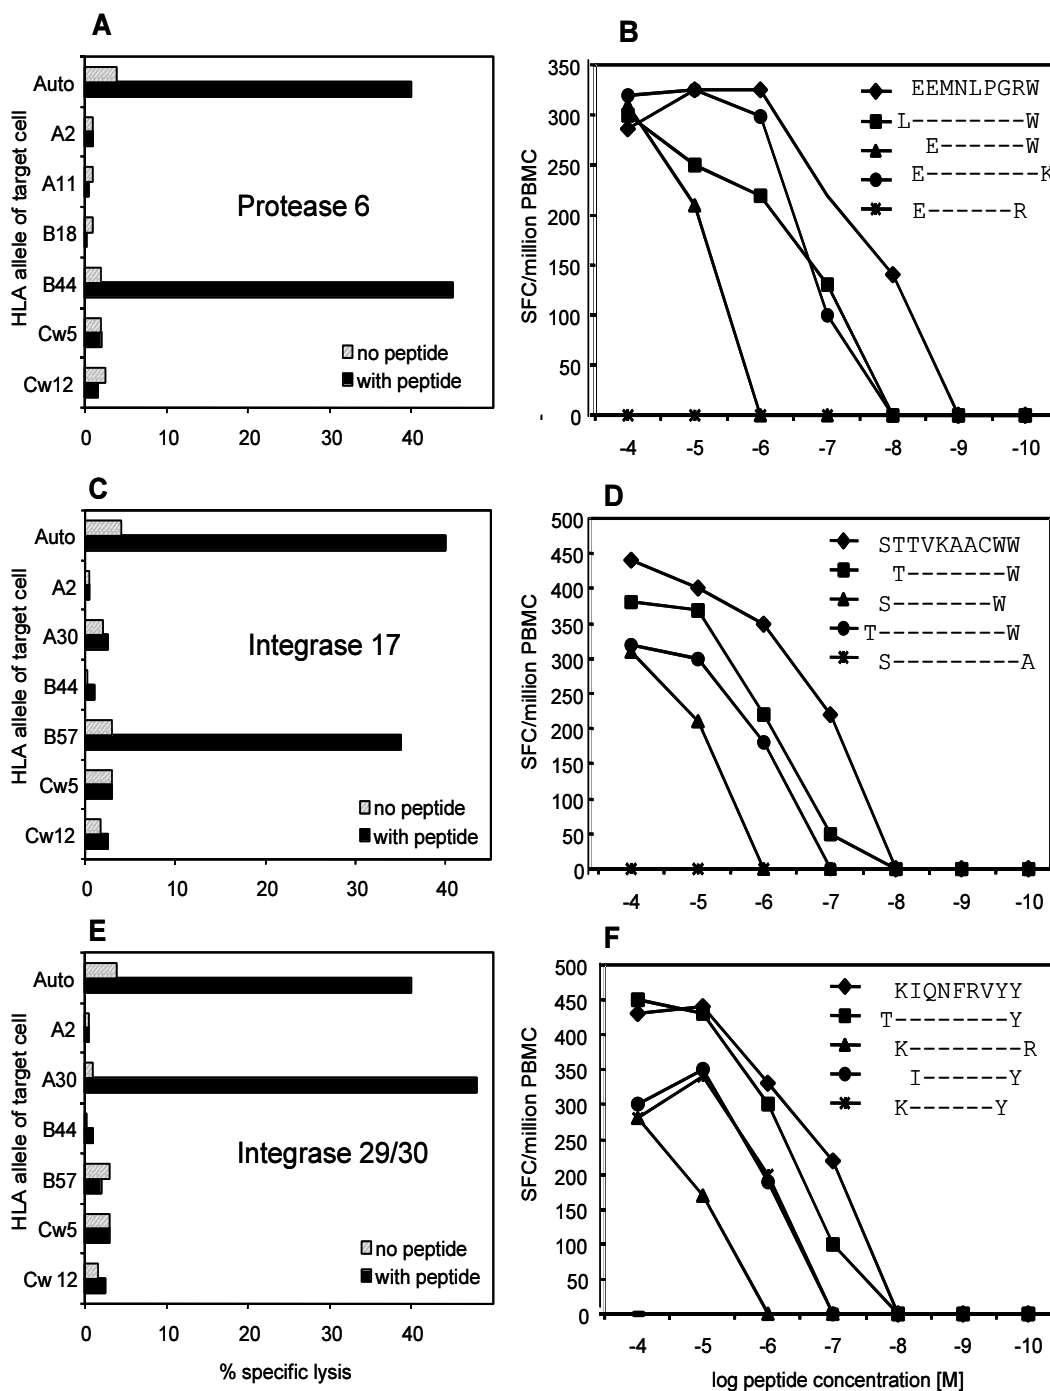 A
HLA allele of target cell
Auto
A2
A11
B18
B44
Cw5
Cw12
Protease 6
no peptide
with peptide
0 10 20 30 40
B
SFC/million PBMC
350
300
250
200
150
100
50
0
-4 -5 -6 -7 -8 -9 -10
EEMNLPGRW
L--------W
E------W
E---------K
E------R
C
HLA allele of target cell
Auto
A2
A30
B44
B57
Cw5
Cw12
Integrase 17
no peptide
with peptide
0 10 20 30 40
D
SFC/million PBMC
500
450
400
350
300
250
200
150
100
50
0
-4 -5 -6 -7 -8 -9 -10
STTVKAACWW
T--------W
S-------W
T---------W
S---------A
E
HLA allele of target cell
Auto
A2
A30
B44
B57
Cw5
Cw 12
Integrase 29/30
no peptide
with peptide
0 10 20 30 40
% specific lysis
F
SFC/million PBMC
500
450
400
350
300
250
200
150
100
50
0
-4 -5 -6 -7 -8 -9 -10
KIQNFRVYY
T--------Y
K---------R
I------Y
K------Y
log peptide concentration [M]